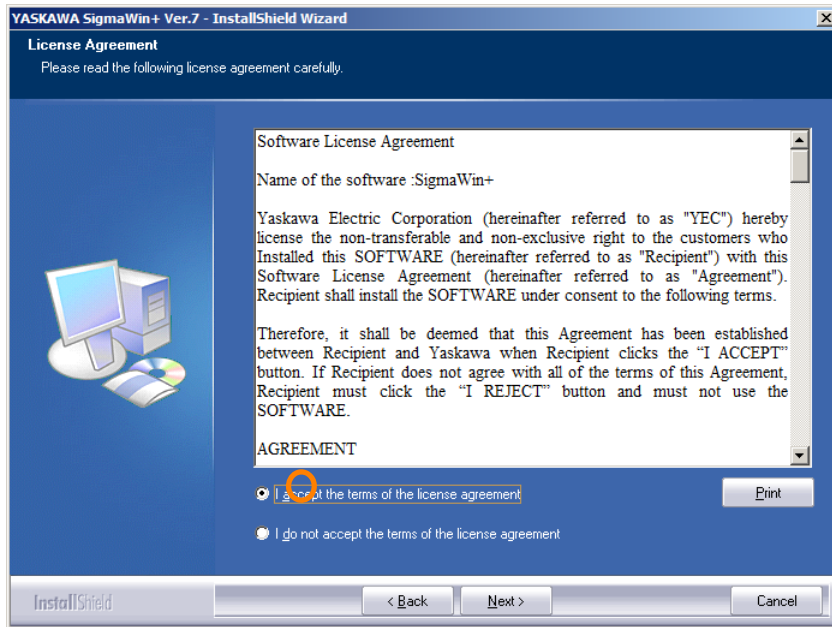 YASKAWA SigmaWin+ Ver.7 - InstallShield Wizard
License Agreement
Please read the following license agreement carefully.
Software License Agreement
Name of the software :SigmaWin+
Yaskawa Electric Corporation (hereinafter referred to as "YEC") hereby
license the non-transferable and non-exclusive right to the customers who
Installed this SOFTWARE (hereinafter referred to as "Recipient") with this
Software License Agreement (hereinafter referred to as "Agreement").
Recipient shall install the SOFTWARE under consent to the following terms.
Therefore, it shall be deemed that this Agreement has been established
between Recipient and Yaskawa when Recipient clicks the “I ACCEPT”
button. If Recipient does not agree with all of the terms of this Agreement,
Recipient must click the “I REJECT” button and must not use the
SOFTWARE.
AGREEMENT
I accept the terms of the license agreement
Print
I do not accept the terms of the license agreement
InstallShield
< Back
Next >
Cancel